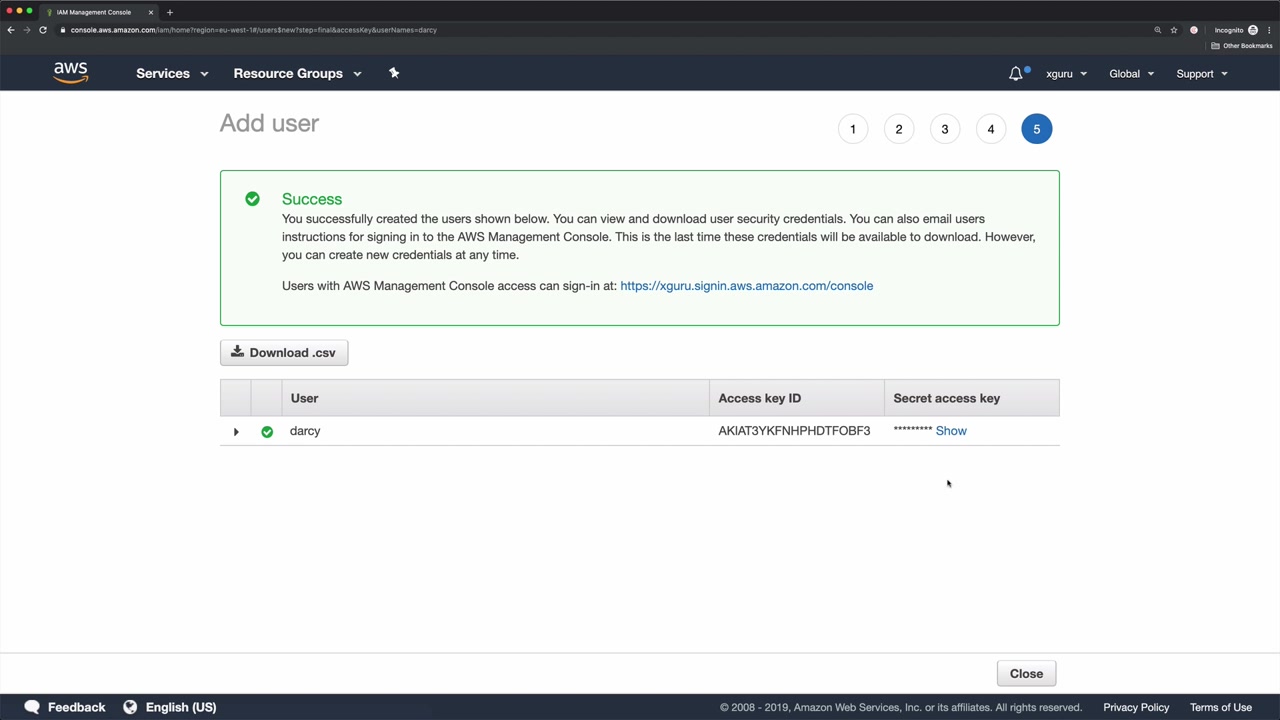 IAM Management Console
console.aws.amazon.com/iam/home?region=eu-west-1#/users$new?step=final&accessKey&userNames=darcy
Incognito
Other Bookmarks
aws
Services
Resource Groups
xguru
Global
Support
Add user
1
2
3
4
5
Success
You successfully created the users shown below. You can view and download user security credentials. You can also email users
instructions for signing in to the AWS Management Console. This is the last time these credentials will be available to download. However,
you can create new credentials at any time.
Users with AWS Management Console access can sign-in at: https://xguru.signin.aws.amazon.com/console
Download .csv
User Access key ID Secret access key
darcy AKIAT3YKFNHPHDTFOBF3 ********* Show
Close
Feedback
English (US)
© 2008 - 2019, Amazon Web Services, Inc. or its affiliates. All rights reserved.
Privacy Policy
Terms of Use